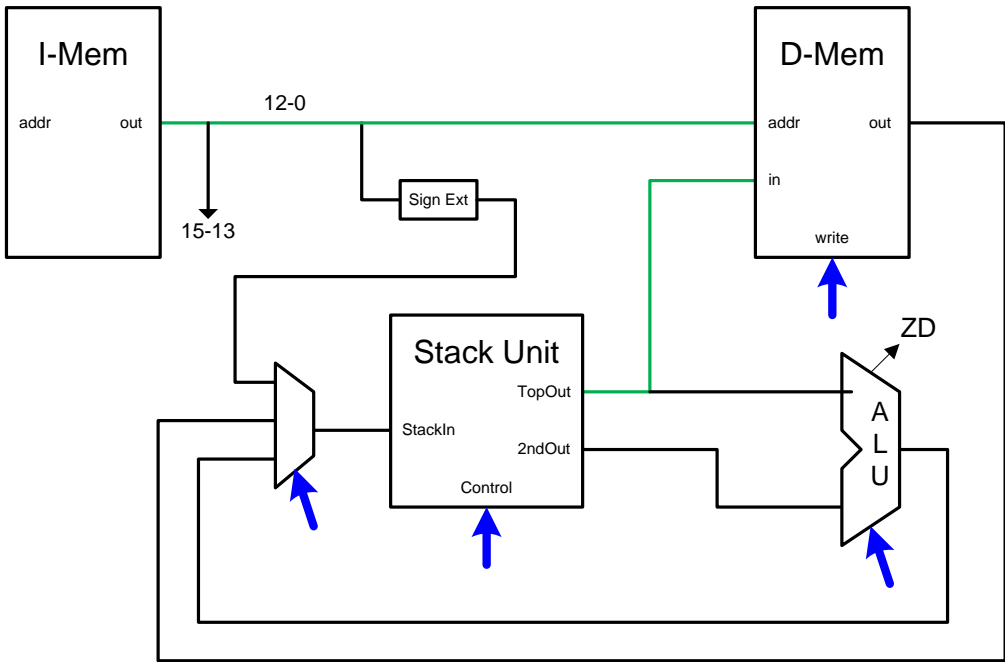 I-Mem
addr
out
12-0
15-13
Sign Ext
D-Mem
addr
out
in
write
Stack Unit
TopOut
StackIn
2ndOut
Control
ZD
A
L
U